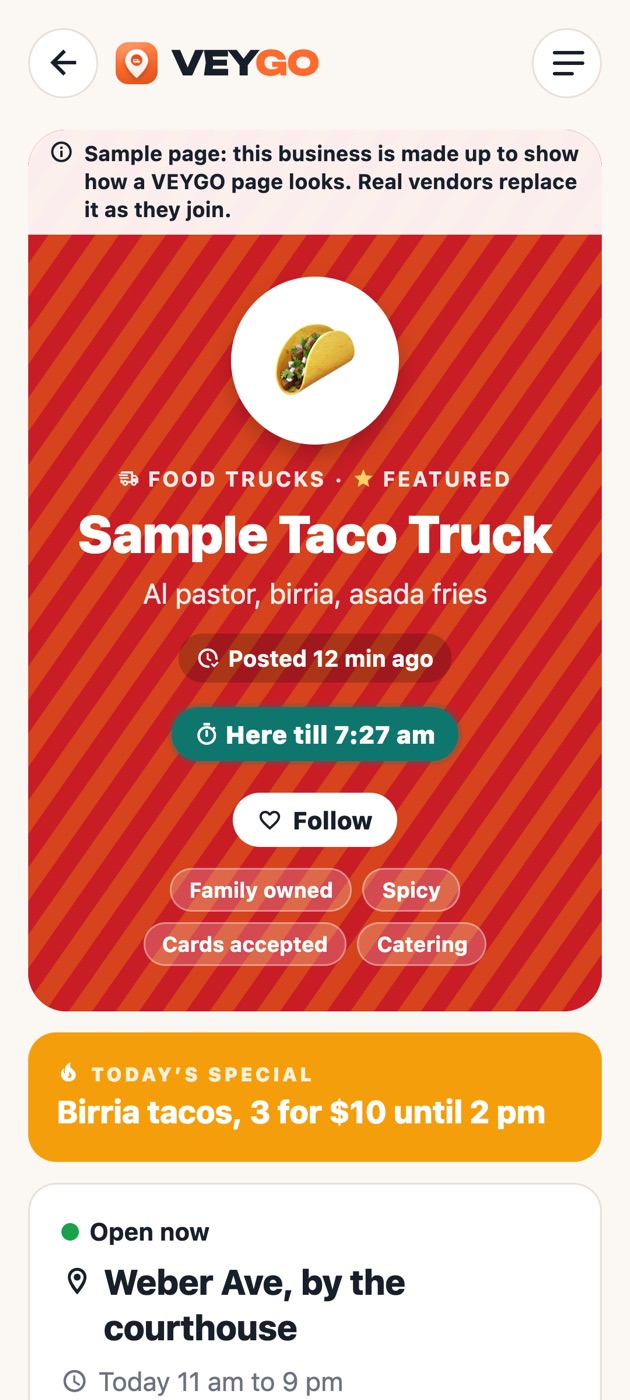 VEYGO
Sample page: this business is made up to show
how a VEYGO page looks. Real vendors replace
it as they join.
FOOD TRUCKS · FEATURED
Sample Taco Truck
Al pastor, birria, asada fries
Posted 12 min ago
Here till 7:27 am
Follow
Family owned Spicy
Cards accepted Catering
TODAY’S SPECIAL
Birria tacos, 3 for $10 until 2 pm
Open now
Weber Ave, by the
courthouse
Today 11 am to 9 pm